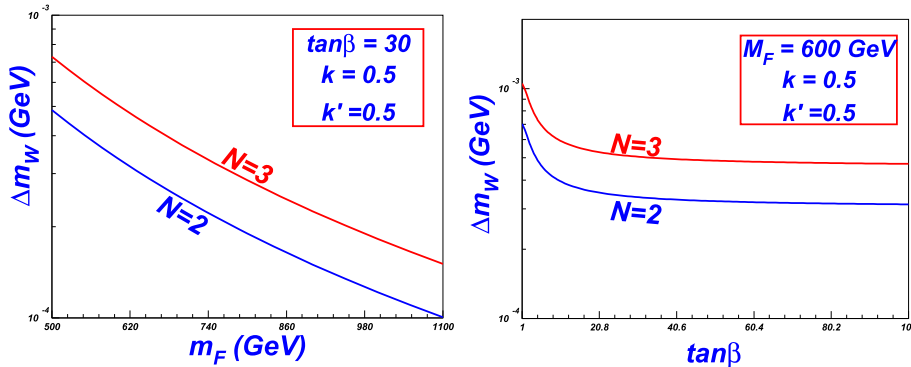 10⁻³
Δm_W (GeV)
tanβ = 30
k = 0.5
k' =0.5
N=3
N=2
10⁻⁴
500 620 740 860 980 1100
m_F (GeV)
M_F = 600 GeV
k = 0.5
k' =0.5
10⁻³
Δm_W (GeV)
N=3
N=2
10⁻⁴
1 20.8 40.6 60.4 80.2 100
tanβ